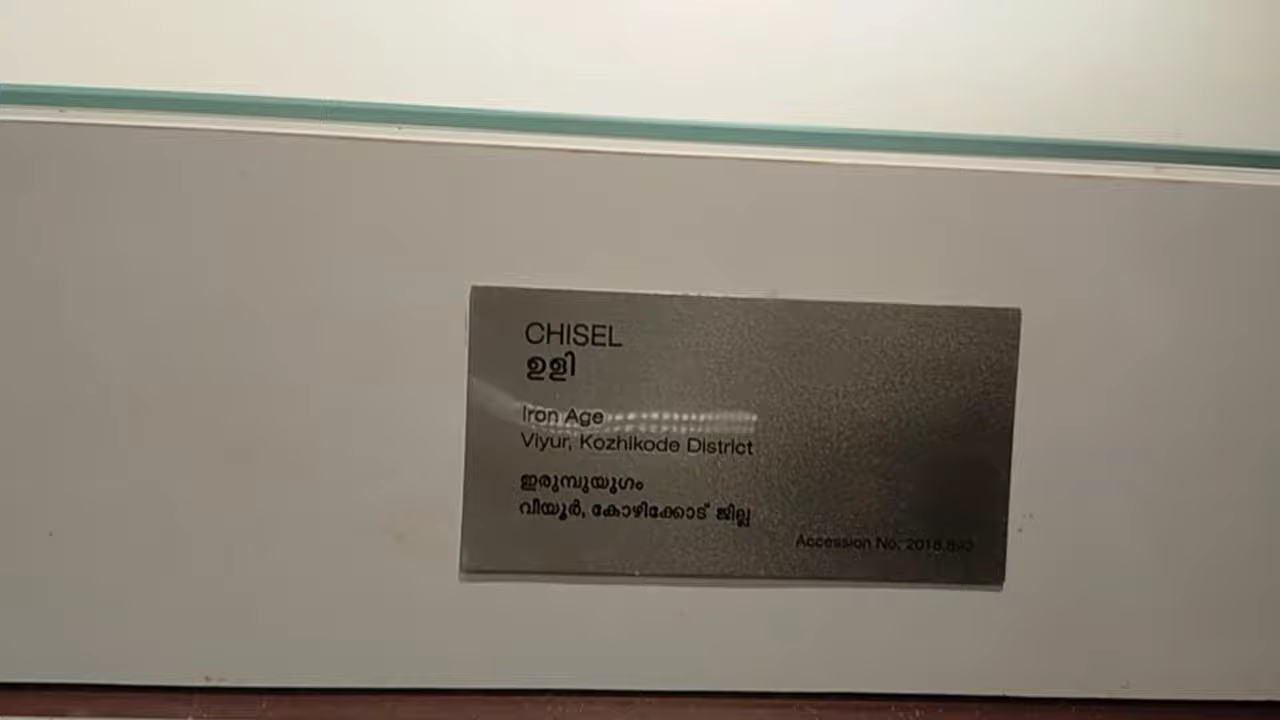 CHISEL
ഉളി
Iron Age
Viyur, Kozhikode District
ഇരുമ്പുയുഗം
വിയൂർ, കോഴിക്കോട് ജില്ല
Accession No.